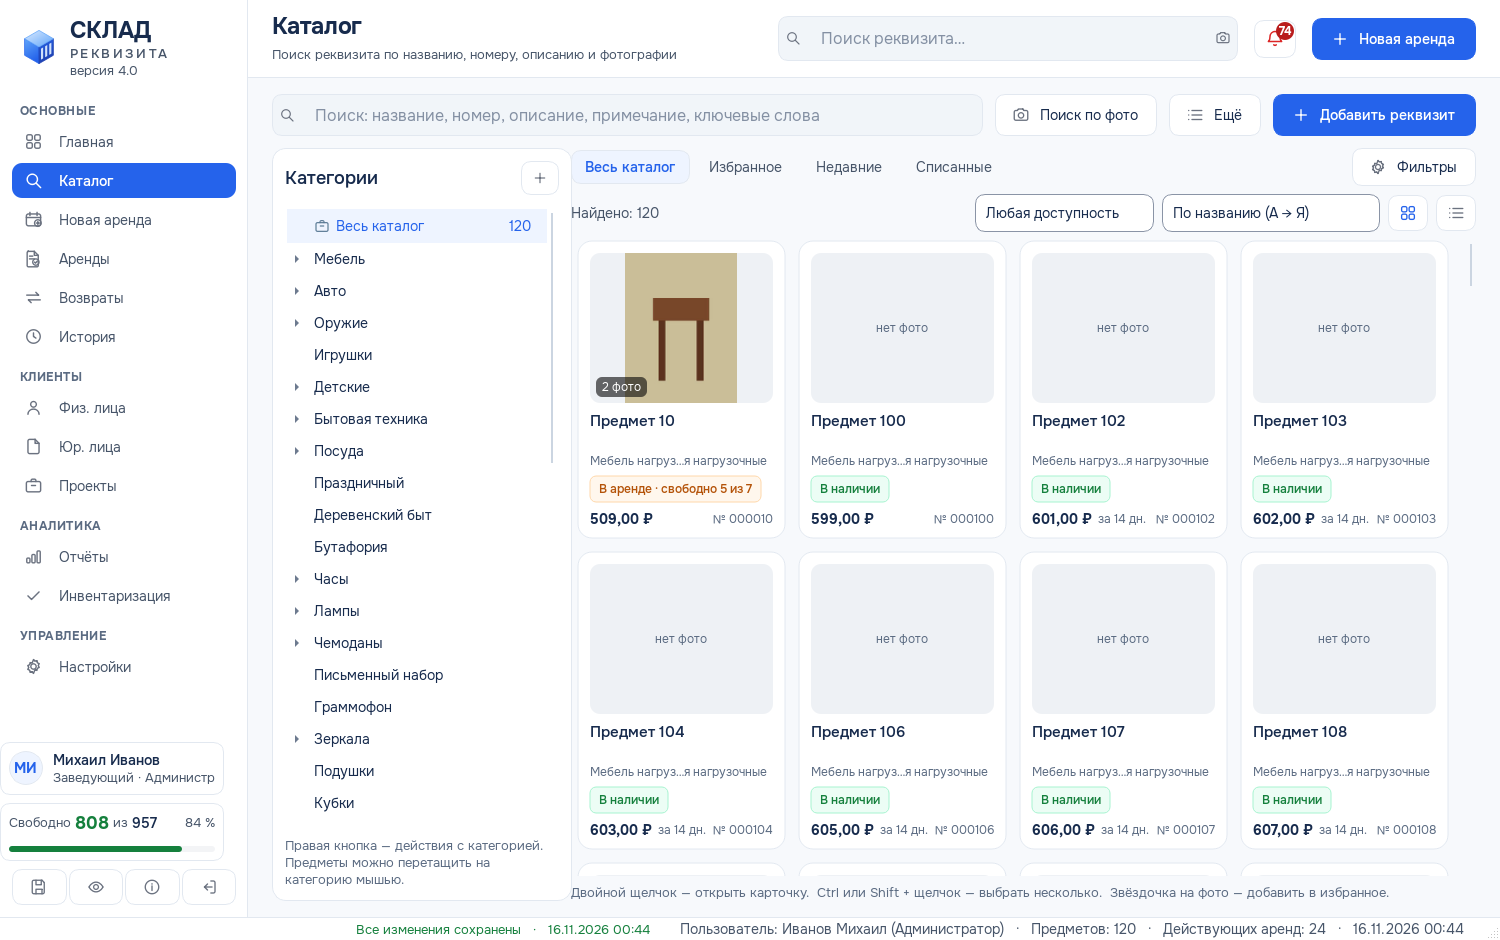 СКЛАД
РЕКВИЗИТА
версия 4.0
ОСНОВНЫЕ
Главная
Каталог
Новая аренда
Аренды
Возвраты
История
КЛИЕНТЫ
Физ. лица
Юр. лица
Проекты
АНАЛИТИКА
Отчёты
Инвентаризация
УПРАВЛЕНИЕ
Настройки
МИ
Михаил Иванов
Заведующий · Администр
Свободно 808 из 957 84 %
Каталог
Поиск реквизита по названию, номеру, описанию и фотографии
Поиск реквизита...
74
Новая аренда
Поиск: название, номер, описание, примечание, ключевые слова
Поиск по фото
Ещё
Добавить реквизит
Категории
Весь каталог 120
Мебель
Авто
Оружие
Игрушки
Детские
Бытовая техника
Посуда
Праздничный
Деревенский быт
Бутафория
Часы
Лампы
Чемоданы
Письменный набор
Граммофон
Зеркала
Подушки
Кубки
Правая кнопка — действия с категорией.
Предметы можно перетащить на
категорию мышью.
Весь каталог Избранное Недавние Списанные
Фильтры
Найдено: 120
Любая доступность
По названию (А → Я)
2 фото
нет фото нет фото нет фото
Предмет 10 Предмет 100 Предмет 102 Предмет 103
Мебель нагруз...я нагрузочные Мебель нагруз...я нагрузочные Мебель нагруз...я нагрузочные Мебель нагруз...я нагрузочные
В аренде · свободно 5 из 7 В наличии В наличии В наличии
509,00 ₽ № 000010 599,00 ₽ № 000100 601,00 ₽ за 14 дн. № 000102 602,00 ₽ за 14 дн. № 000103
нет фото нет фото нет фото нет фото
Предмет 104 Предмет 106 Предмет 107 Предмет 108
Мебель нагруз...я нагрузочные Мебель нагруз...я нагрузочные Мебель нагруз...я нагрузочные Мебель нагруз...я нагрузочные
В наличии В наличии В наличии В наличии
603,00 ₽ за 14 дн. № 000104 605,00 ₽ за 14 дн. № 000106 606,00 ₽ за 14 дн. № 000107 607,00 ₽ за 14 дн. № 000108
Двойной щелчок — открыть карточку. Ctrl или Shift + щелчок — выбрать несколько. Звёздочка на фото — добавить в избранное.
Все изменения сохранены · 16.11.2026 00:44 Пользователь: Иванов Михаил (Администратор) · Предметов: 120 · Действующих аренд: 24 · 16.11.2026 00:44